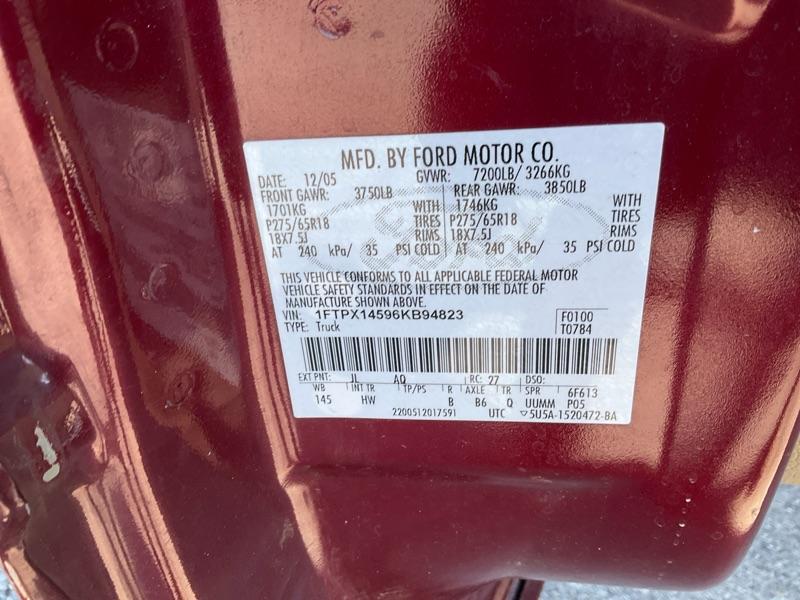 MFD. BY FORD MOTOR CO.
DATE: 12/05 GVWR: 7200LB/ 3266KG
FRONT GAWR: 3750LB REAR GAWR: 3850LB
1701KG WITH 1746KG WITH
P275/65R18 TIRES P275/65R18 TIRES
18X7.5J RIMS 18X7.5J RIMS
AT 240 kPa/ 35 PSI COLD AT 240 kPa/ 35 PSI COLD
THIS VEHICLE CONFORMS TO ALL APPLICABLE FEDERAL MOTOR
VEHICLE SAFETY STANDARDS IN EFFECT ON THE DATE OF
MANUFACTURE SHOWN ABOVE.
VIN: 1FTPX14596KB94823 F0100
TYPE: Truck T0784
EXT PNT: JL AQ RC: 27 DSO:
WB INT TR TP/PS R AXLE TR SPR 6F613
145 HW B B6 Q UUMM P05
2200512017591 UTC ▽5U5A-1520472-BA